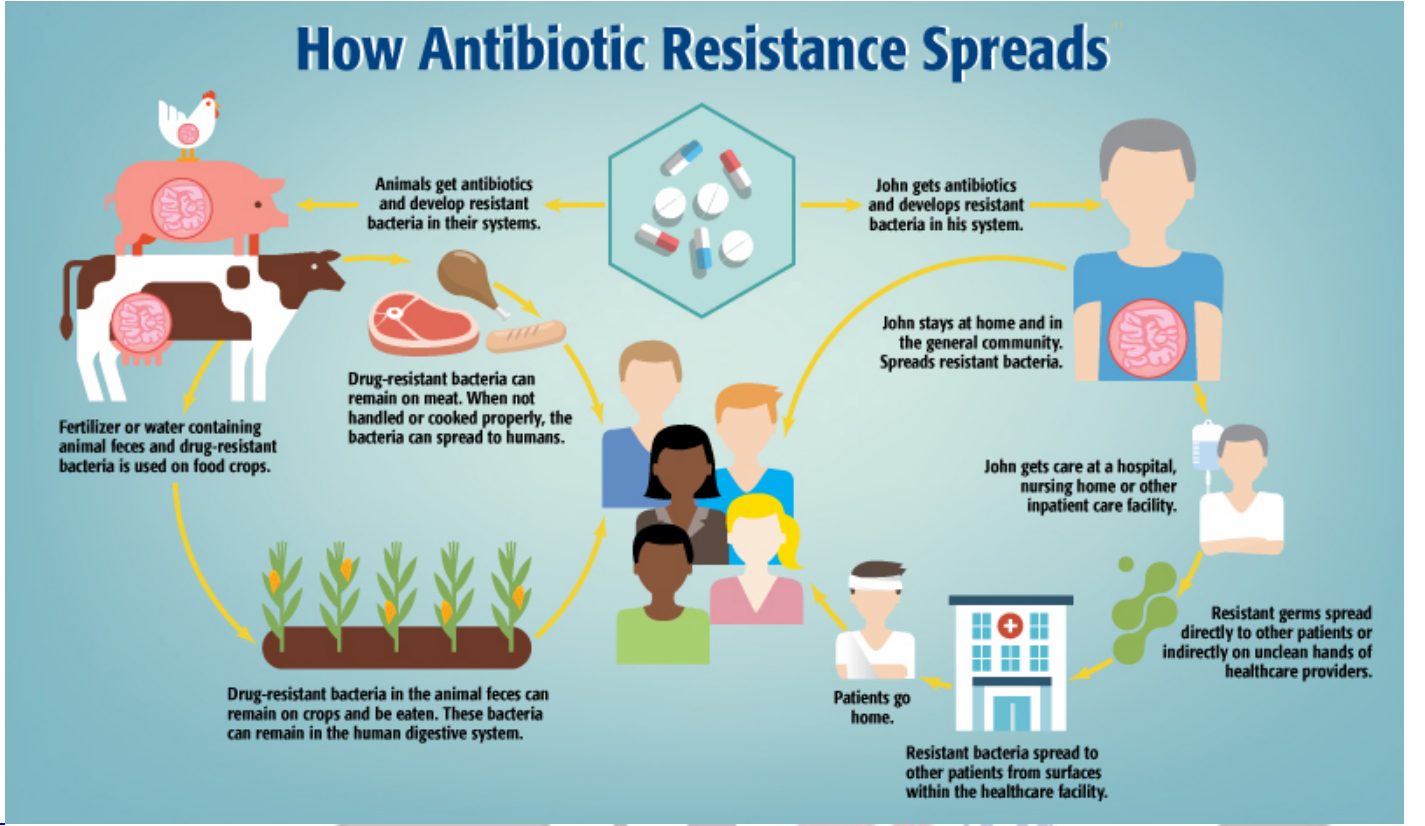 How Antibiotic Resistance Spreads
Animals get antibiotics
and develop resistant
bacteria in their systems.
John gets antibiotics
and develops resistant
bacteria in his system.
John stays at home and in
the general community.
Spreads resistant bacteria.
Drug-resistant bacteria can
remain on meat. When not
handled or cooked properly, the
bacteria can spread to humans.
Fertilizer or water containing
animal feces and drug-resistant
bacteria is used on food crops.
John gets care at a hospital,
nursing home or other
inpatient care facility.
Resistant germs spread
directly to other patients or
indirectly on unclean hands of
healthcare providers.
Drug-resistant bacteria in the animal feces can
remain on crops and be eaten. These bacteria
can remain in the human digestive system.
Patients go
home.
Resistant bacteria spread to
other patients from surfaces
within the healthcare facility.